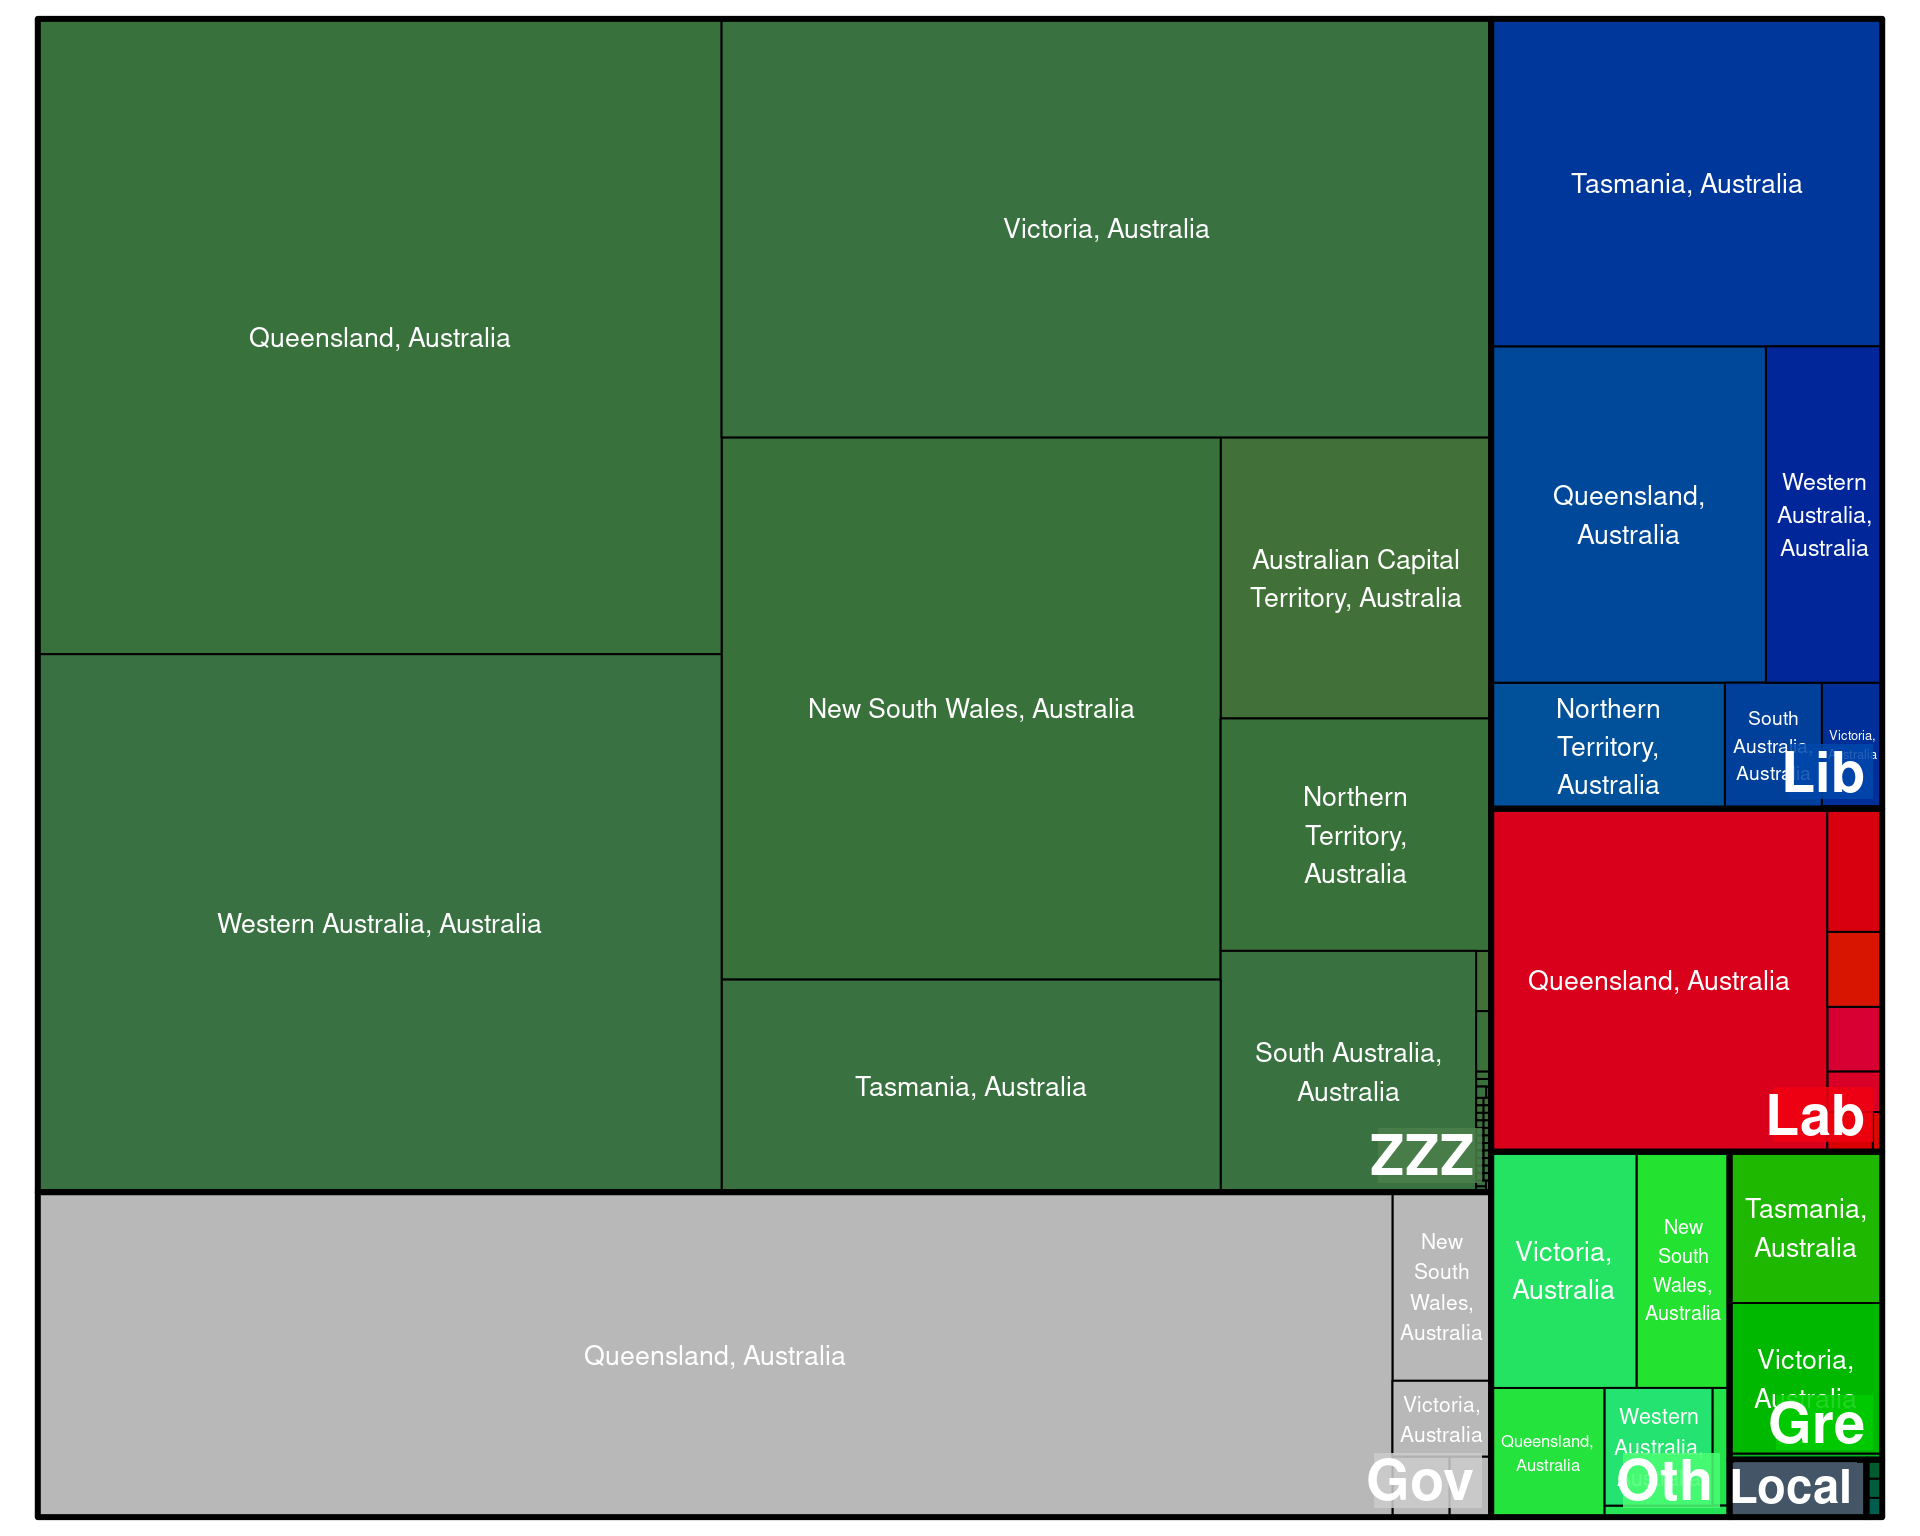 Queensland, Australia
Western Australia, Australia
Victoria, Australia
New South Wales, Australia
Tasmania, Australia
Australian Capital
Territory, Australia
Northern
Territory,
Australia
South Australia,
Australia
ZZZ
Queensland, Australia
New
South
Wales,
Australia
Victoria,
Australia
Gov
Tasmania, Australia
Queensland,
Australia
Western
Australia,
Australia
Northern
Territory,
Australia
South
Australia,
Australia
Victoria,
Australia
Lib
Queensland, Australia
Lab
Victoria,
Australia
New
South
Wales,
Australia
Queensland,
Australia
Western
Australia,
Oth
Tasmania,
Australia
Victoria,
Australia
Gre
Local